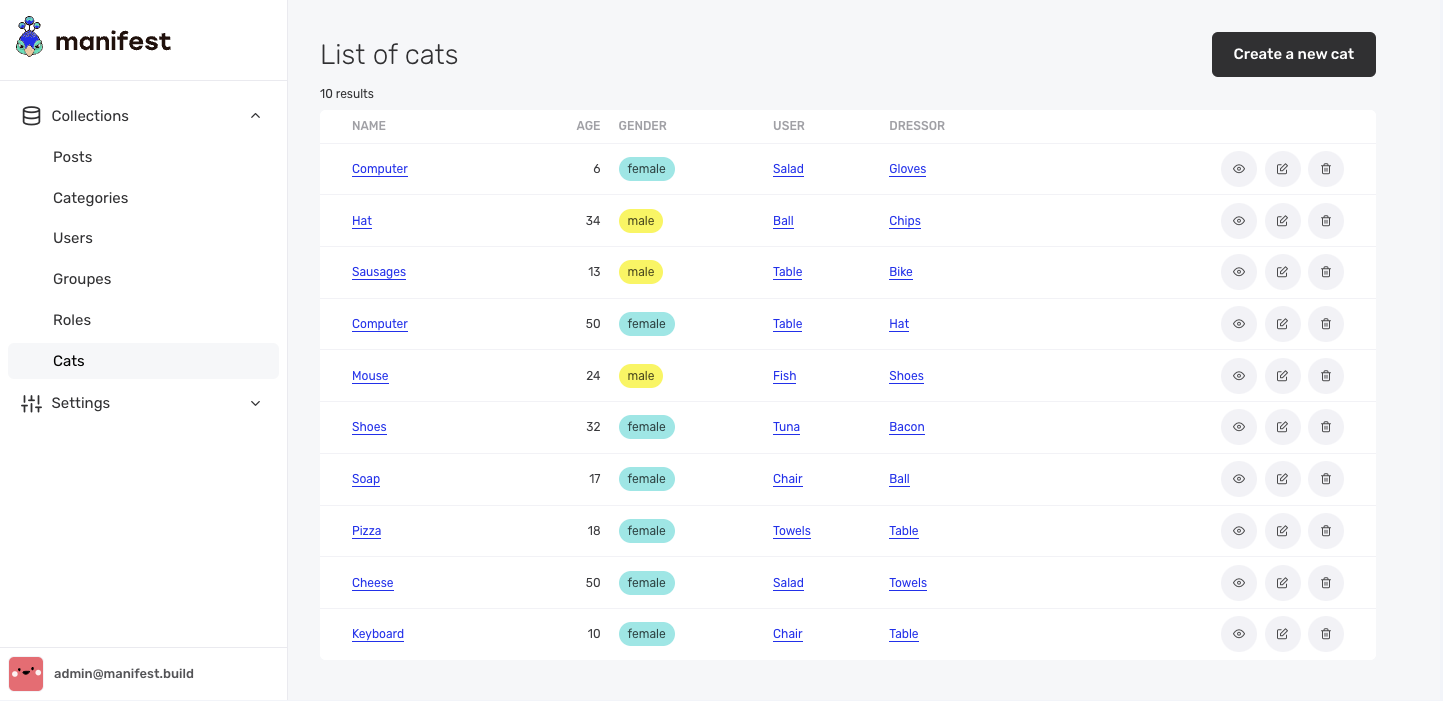 manifest
Collections
Posts
Categories
Users
Groupes
Roles
Cats
Settings
admin@manifest.build
List of cats
Create a new cat
10 results
NAME AGE GENDER USER DRESSOR
Computer 6 female Salad Gloves
Hat 34 male Ball Chips
Sausages 13 male Table Bike
Computer 50 female Table Hat
Mouse 24 male Fish Shoes
Shoes 32 female Tuna Bacon
Soap 17 female Chair Ball
Pizza 18 female Towels Table
Cheese 50 female Salad Towels
Keyboard 10 female Chair Table